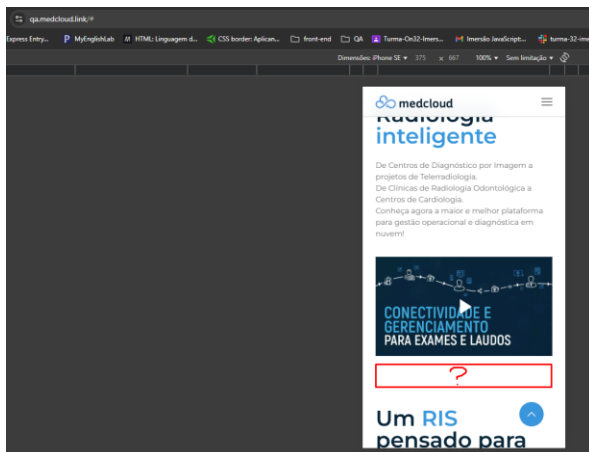 qa.medcloud.link/#
Express Entry...
MyEnglishLab
HTML: Linguagem d...
CSS border: Aplican...
front-end
QA
Turma-On32-Imers...
Imersão JavaScript...
turma-32-ime
Dimensões: iPhone SE ▼ 375 x 667 100% ▼ Sem limitação ▼
medcloud
Radiologia
inteligente
De Centros de Diagnóstico por Imagem a
projetos de Telerradiologia.
De Clínicas de Radiologia Odontológica a
Centros de Cardiologia.
Conheça agora a maior e melhor plataforma
para gestão operacional e diagnóstica em
nuvem!
CONECTIVIDADE E
GERENCIAMENTO
PARA EXAMES E LAUDOS
?
Um RIS
pensado para